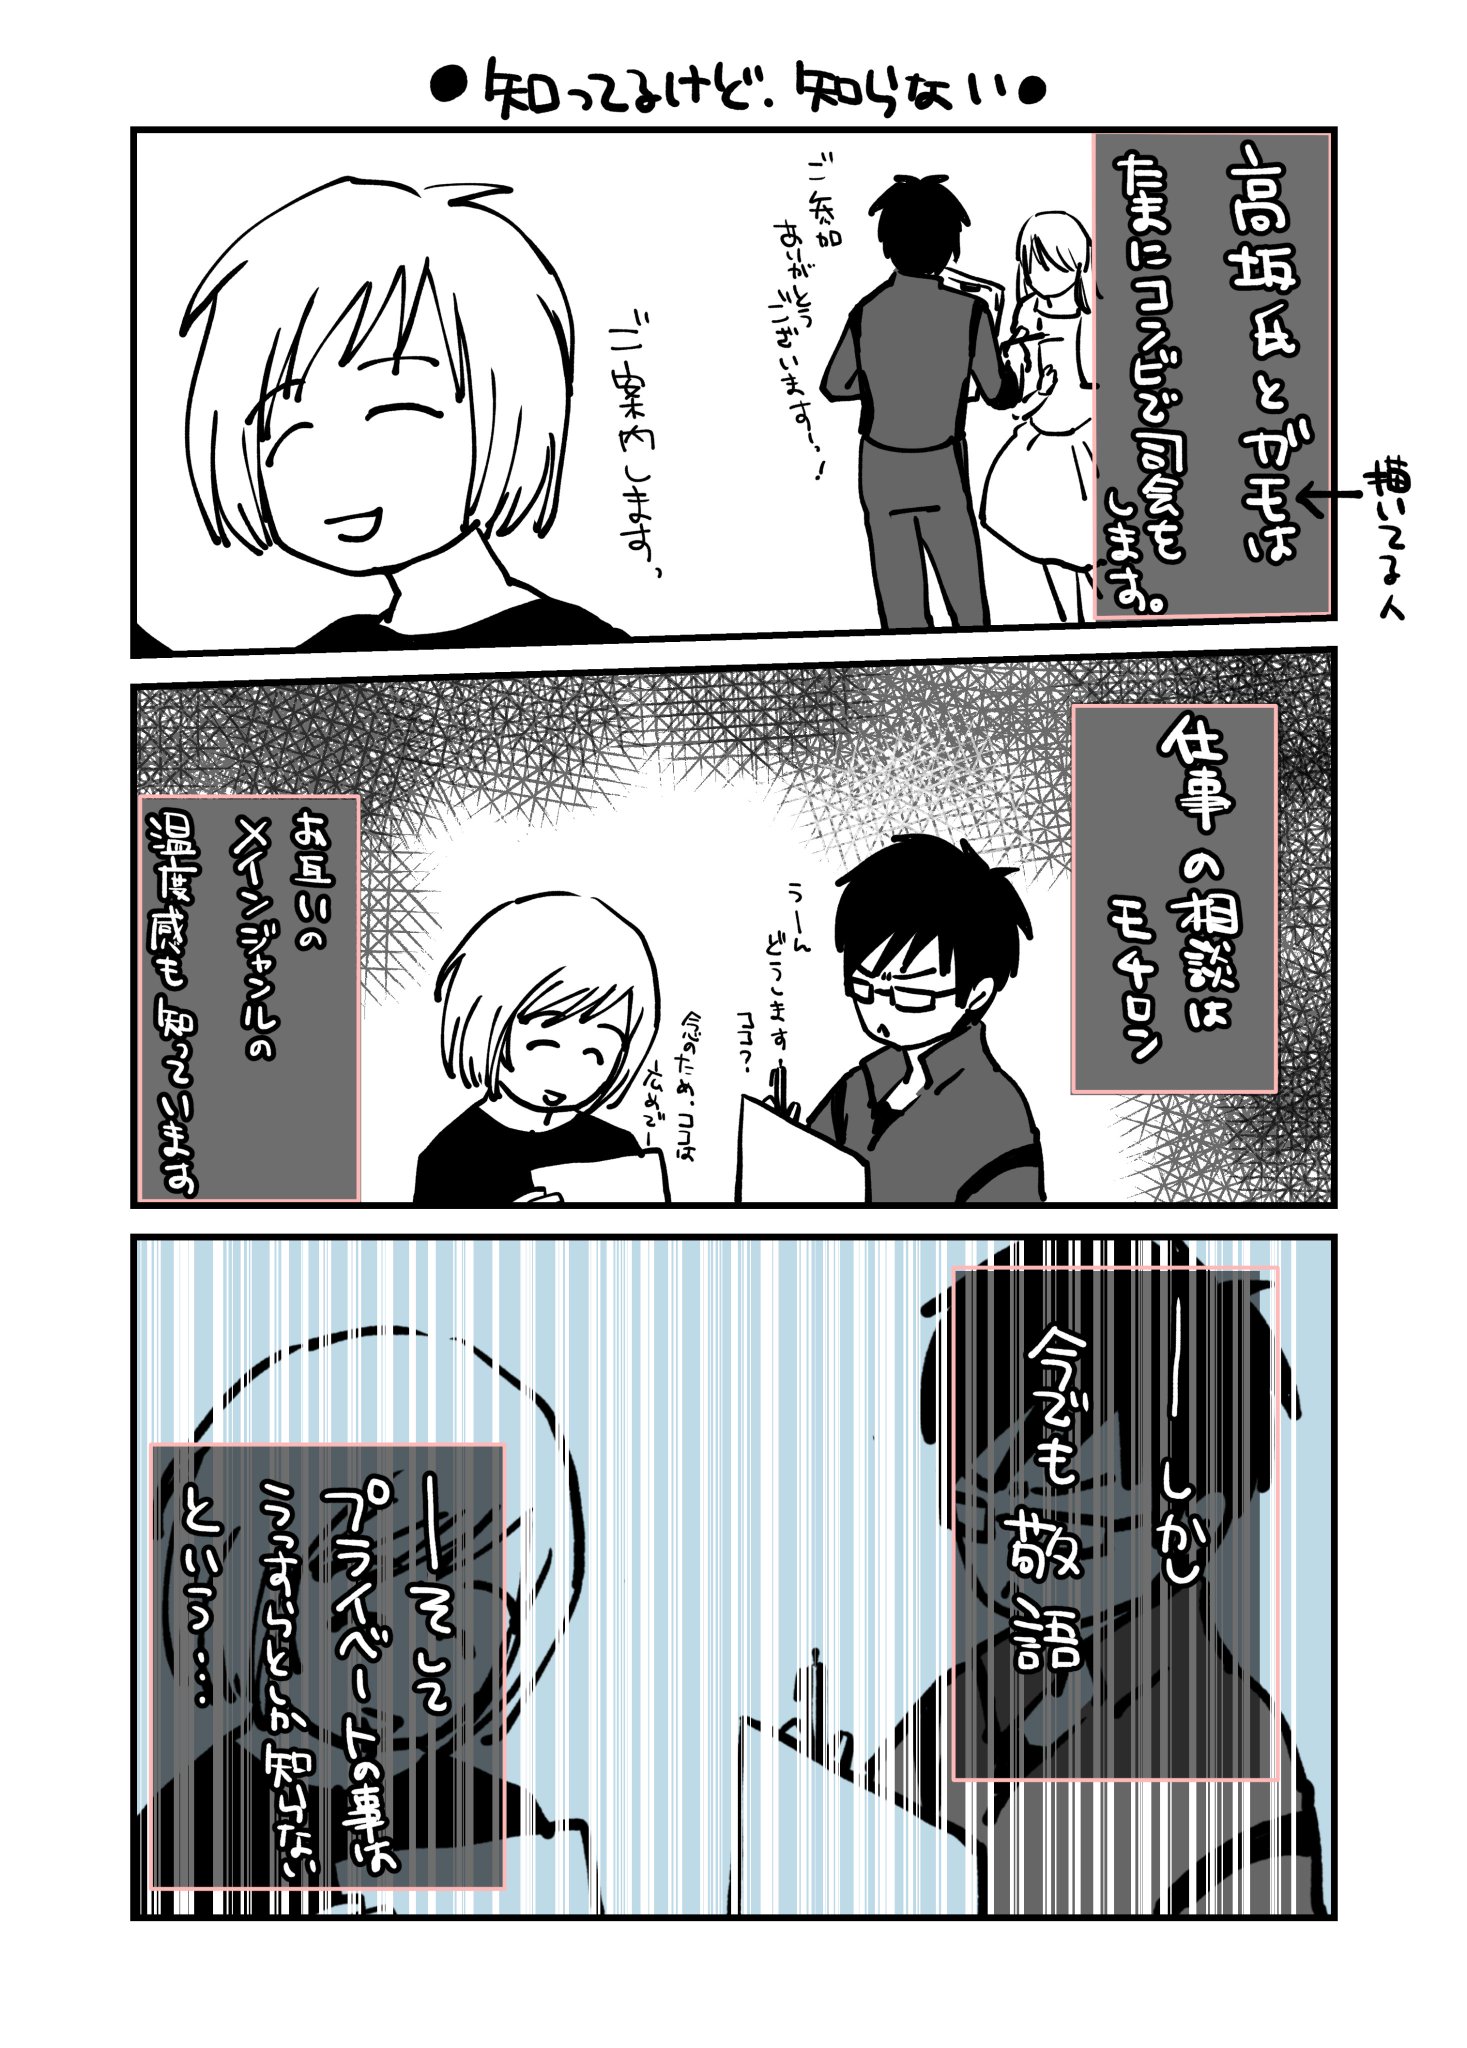 ●知ってるけど、知らない●
高坂氏とガモは
たまにコンビで司会を
します。
描いてる人
ご参加
ありがとう
ございますーっ!
ご案内します。
仕事の相談は
モチロン
うーん
どうします
ココ?
念のため、ココは
広めでー
お互いの
メインジャンルの
温度感も知っています
――しかし
今でも敬語
――そして
プライベートの事は
うっすらとしか知らない
という……